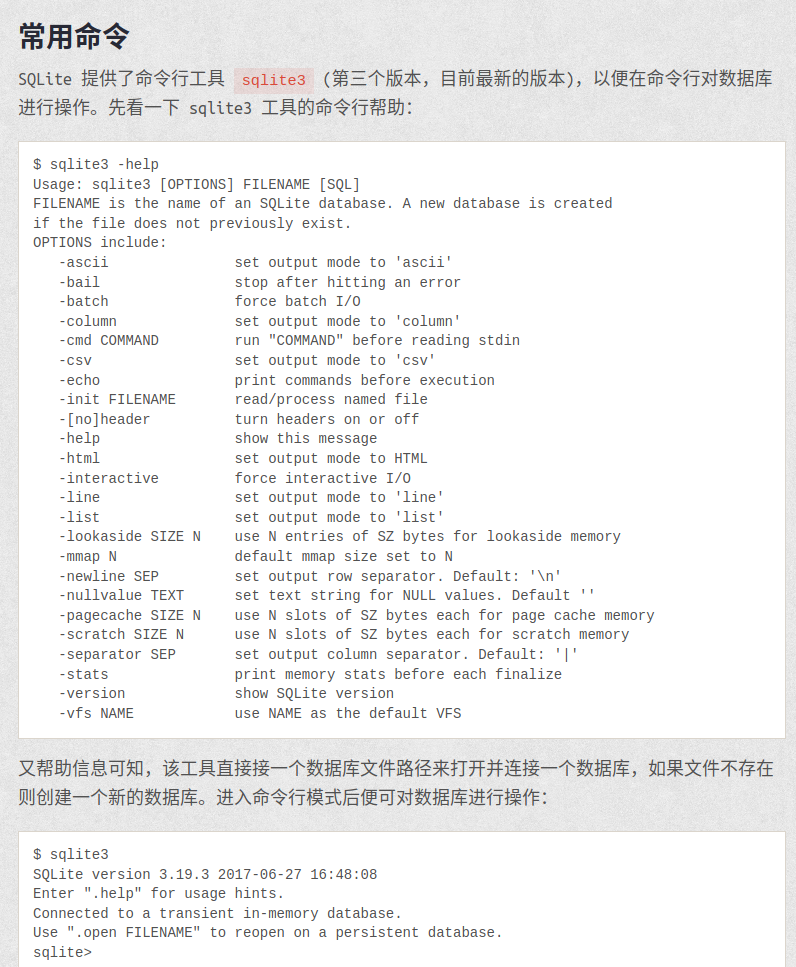 常用命令
SQLite 提供了命令行工具 sqlite3 (第三个版本，目前最新的版本)，以便在命令行对数据库
进行操作。先看一下 sqlite3 工具的命令行帮助：
$ sqlite3 -help
Usage: sqlite3 [OPTIONS] FILENAME [SQL]
FILENAME is the name of an SQLite database. A new database is created
if the file does not previously exist.
OPTIONS include:
   -ascii               set output mode to 'ascii'
   -bail                stop after hitting an error
   -batch               force batch I/O
   -column              set output mode to 'column'
   -cmd COMMAND         run "COMMAND" before reading stdin
   -csv                 set output mode to 'csv'
   -echo                print commands before execution
   -init FILENAME       read/process named file
   -[no]header          turn headers on or off
   -help                show this message
   -html                set output mode to HTML
   -interactive         force interactive I/O
   -line                set output mode to 'line'
   -list                set output mode to 'list'
   -lookaside SIZE N    use N entries of SZ bytes for lookaside memory
   -mmap N              default mmap size set to N
   -newline SEP         set output row separator. Default: '\n'
   -nullvalue TEXT      set text string for NULL values. Default ''
   -pagecache SIZE N    use N slots of SZ bytes each for page cache memory
   -scratch SIZE N      use N slots of SZ bytes each for scratch memory
   -separator SEP       set output column separator. Default: '|'
   -stats               print memory stats before each finalize
   -version             show SQLite version
   -vfs NAME            use NAME as the default VFS
又帮助信息可知，该工具直接接一个数据库文件路径来打开并连接一个数据库，如果文件不存在
则创建一个新的数据库。进入命令行模式后便可对数据库进行操作：
$ sqlite3
SQLite version 3.19.3 2017-06-27 16:48:08
Enter ".help" for usage hints.
Connected to a transient in-memory database.
Use ".open FILENAME" to reopen on a persistent database.
sqlite>